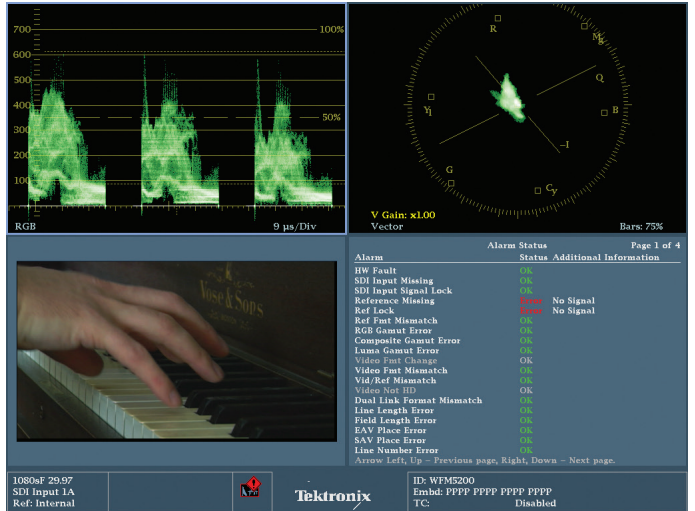 700
100%
600
500
400
50%
300
200
100
RGB
9 µs/Div
R
Mg
Q
Yl
B
-I
G
Cy
V Gain: x1.00
Vector
Bars: 75%
Vose & Sons
Alarm Status
Page 1 of 4
Alarm
Status
Additional Information
HW Fault OK
SDI Input Missing OK
SDI Input Signal Lock OK
Reference Missing No Signal
Ref Lock No Signal
Ref Fmt Mismatch OK
RGB Gamut Error OK
Composite Gamut Error OK
Luma Gamut Error OK
Video Fmt Change OK
Video Fmt Mismatch OK
Vid/Ref Mismatch OK
Video Not HD OK
Dual Link Format Mismatch OK
Line Length Error OK
Field Length Error OK
EAV Place Error OK
SAV Place Error OK
Line Number Error OK
Arrow Left, Up - Previous page, Right, Down - Next page.
1080sF 29.97
SDI Input 1A
Ref: Internal
Tektronix
ID: WFM5200
Embd: PPPP PPPP PPPP PPPP
TC: Disabled